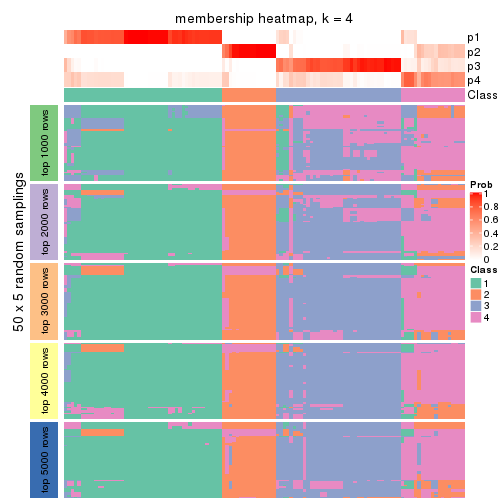 membership heatmap, k = 4
p1
p2
p3
p4
Class
50 x 5 random samplings
top 1000 rows
top 2000 rows
top 3000 rows
top 4000 rows
top 5000 rows
Prob
1
0.8
0.6
0.4
0.2
0
Class
1
2
3
4